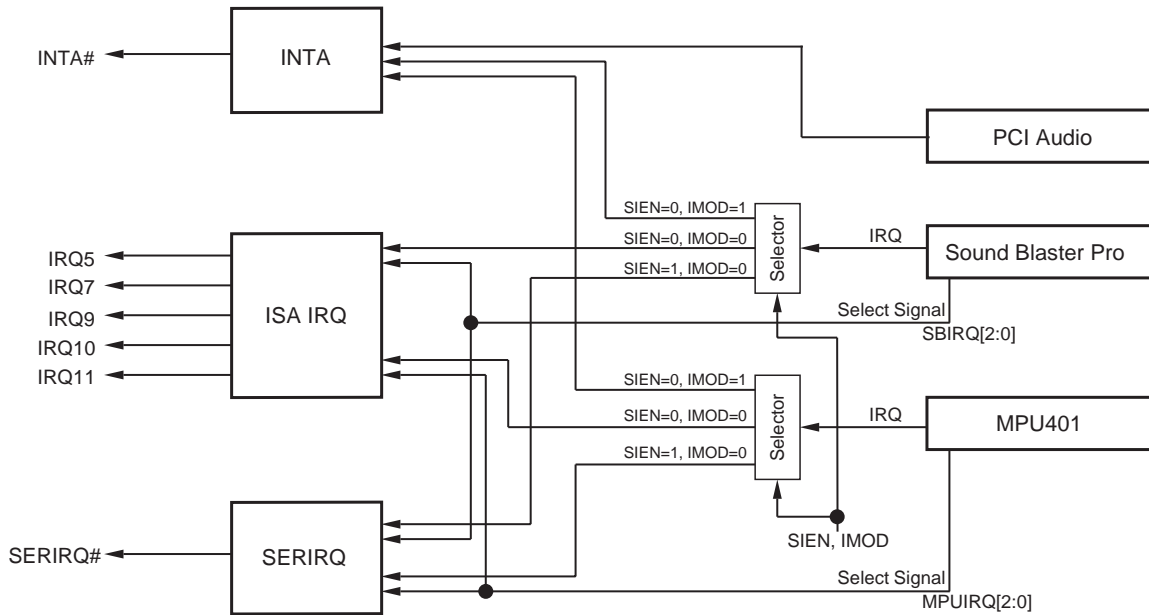 INTA#
INTA
PCI Audio
SIEN=0, IMOD=1
SIEN=0, IMOD=0
SIEN=1, IMOD=0
Selector
IRQ
Sound Blaster Pro
Select Signal
SBIRQ[2:0]
IRQ5
IRQ7
IRQ9
IRQ10
IRQ11
ISA IRQ
SIEN=0, IMOD=1
SIEN=0, IMOD=0
SIEN=1, IMOD=0
Selector
IRQ
MPU401
SERIRQ#
SERIRQ
SIEN, IMOD
Select Signal
MPUIRQ[2:0]